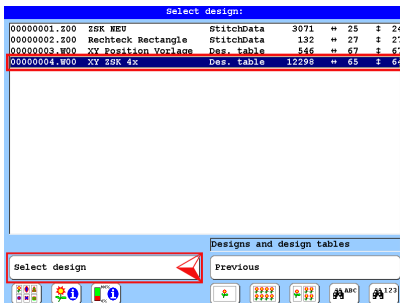 Select design:
00000001.Z00 ZSK NEU StitchData 3071 ↔ 25 ↕ 24
00000002.Z00 Rechteck Rectangle StitchData 132 ↔ 27 ↕ 27
00000003.W00 XY Position Vorlage Des. table 546 ↔ 67 ↕ 67
00000004.W00 XY ZSK 4x Des. table 12298 ↔ 65 ↕ 64
Designs and design tables
Select design
Previous
ABC
123